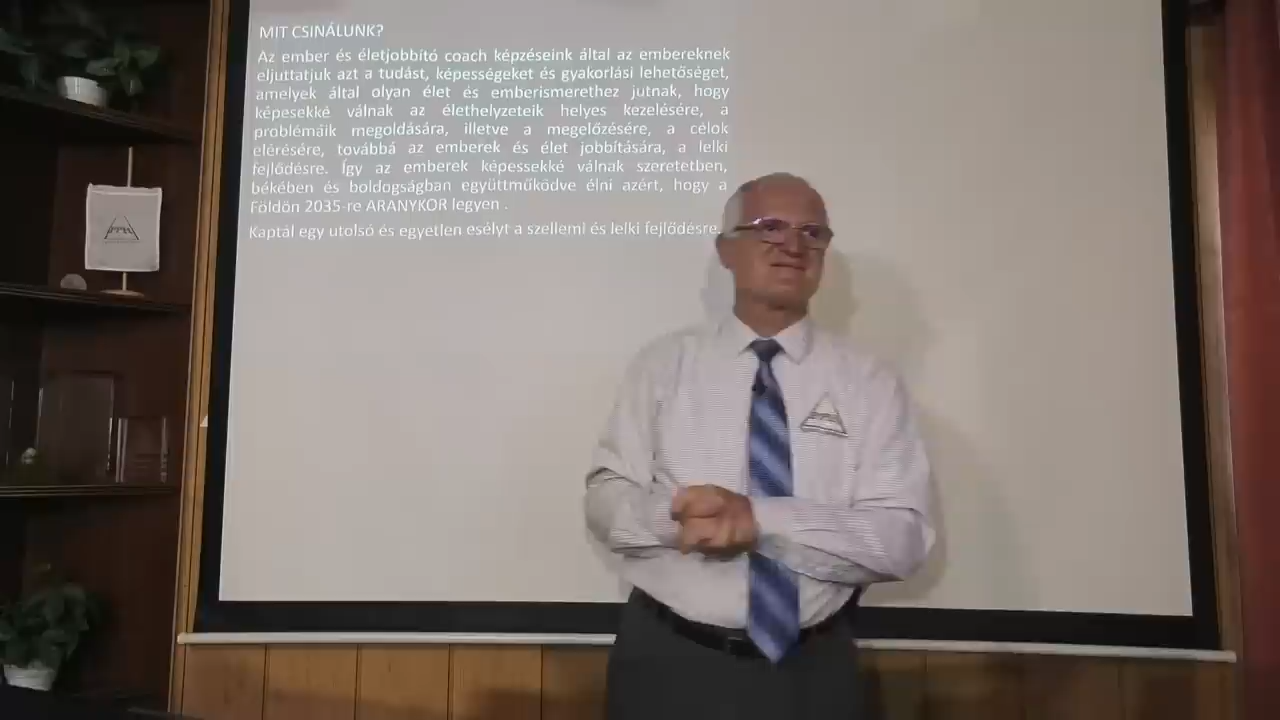 MIT CSINÁLUNK?
Az ember és életjobbító coach képzéseink által az embereknek
eljuttatjuk azt a tudást, képességeket és gyakorlási lehetőséget,
amelyek által olyan élet és emberismerethez jutnak, hogy
képesekké válnak az élethelyzeteik helyes kezelésére, a
problémáik megoldására, illetve a megelőzésére, a célok
elérésére, továbbá az emberek és élet jobbítására, a lelki
fejlődésre. Így az emberek képessekké válnak szeretetben,
békében és boldogságban együttműködve élni azért, hogy a
Földön 2035-re ARANYKOR legyen .
Kaptál egy utolsó és egyetlen esélyt a szellemi és lelki fejlődésre.